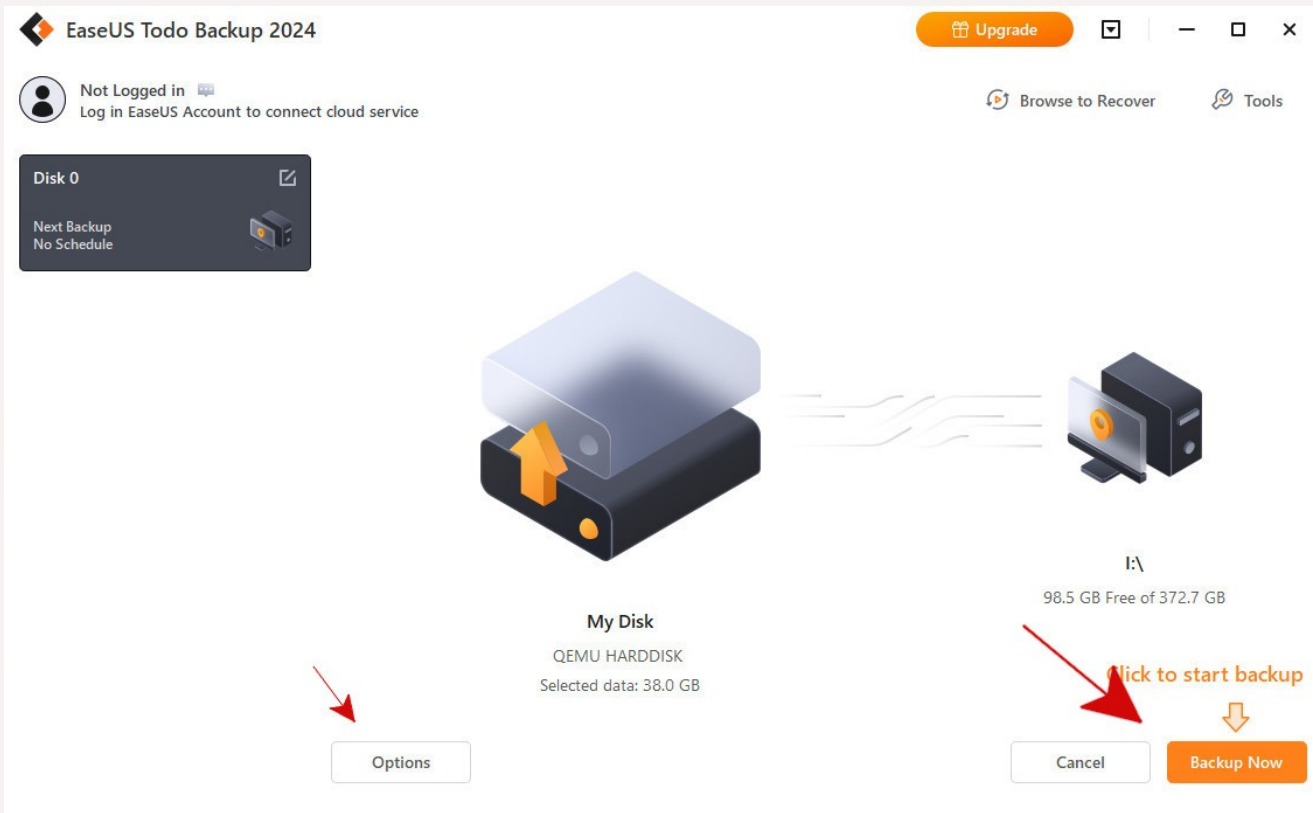 EaseUS Todo Backup 2024
Upgrade
Not Logged in
Log in EaseUS Account to connect cloud service
Browse to Recover
Tools
Disk 0
Next Backup
No Schedule
I:\
98.5 GB Free of 372.7 GB
My Disk
QEMU HARDDISK
Selected data: 38.0 GB
Click to start backup
Options
Cancel
Backup Now